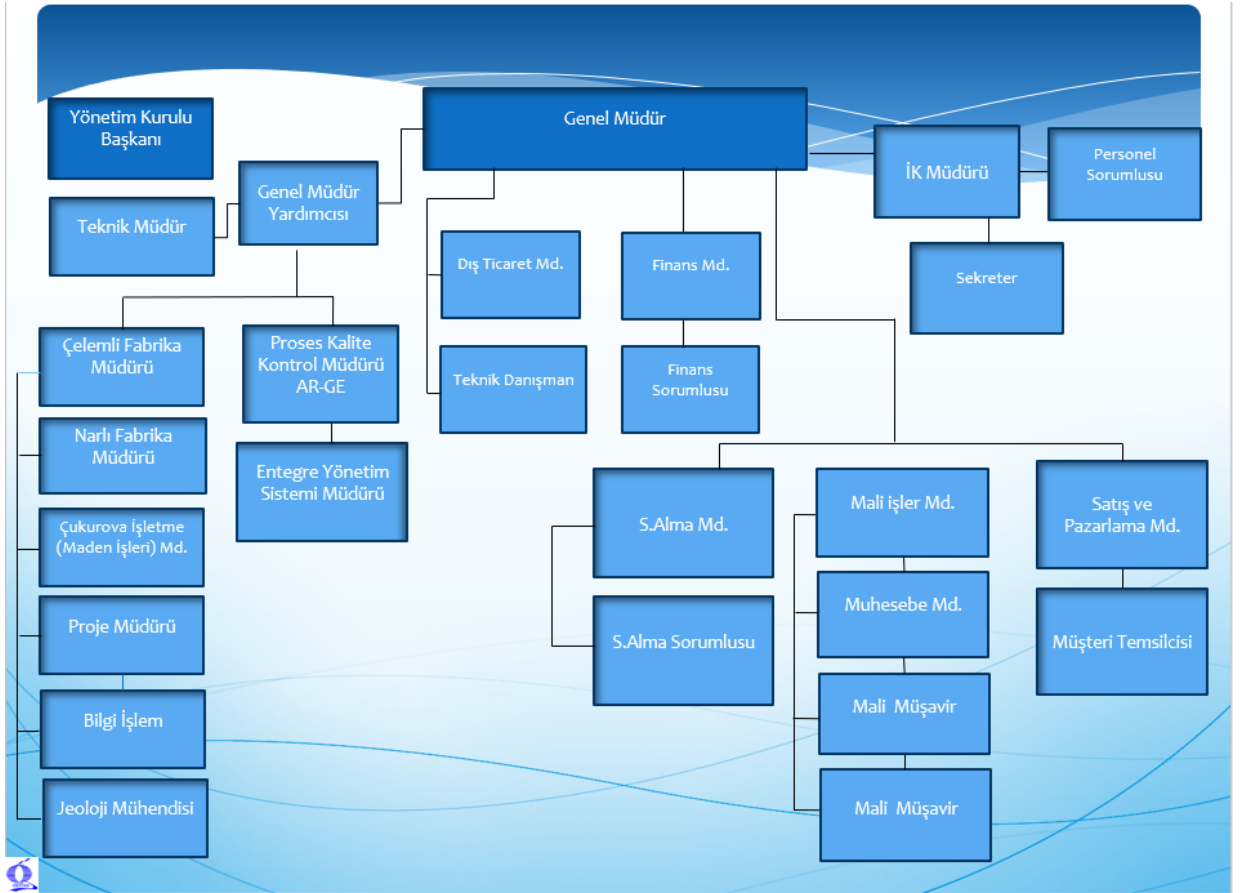 Yönetim Kurulu
Başkanı
Genel Müdür
İK Müdürü
Personel
Sorumlusu
Genel Müdür
Yardımcısı
Teknik Müdür
Dış Ticaret Md.
Finans Md.
Sekreter
Çelemli Fabrika
Müdürü
Proses Kalite
Kontrol Müdürü
AR-GE
Teknik Danışman
Finans
Sorumlusu
Narlı Fabrika
Müdürü
Entegre Yönetim
Sistemi Müdürü
Çukurova İşletme
(Maden İşleri) Md.
S.Alma Md.
Mali işler Md.
Satış ve
Pazarlama Md.
Proje Müdürü
S.Alma Sorumlusu
Muhesebe Md.
Müşteri Temsilcisi
Bilgi İşlem
Mali Müşavir
Jeoloji Mühendisi
Mali Müşavir